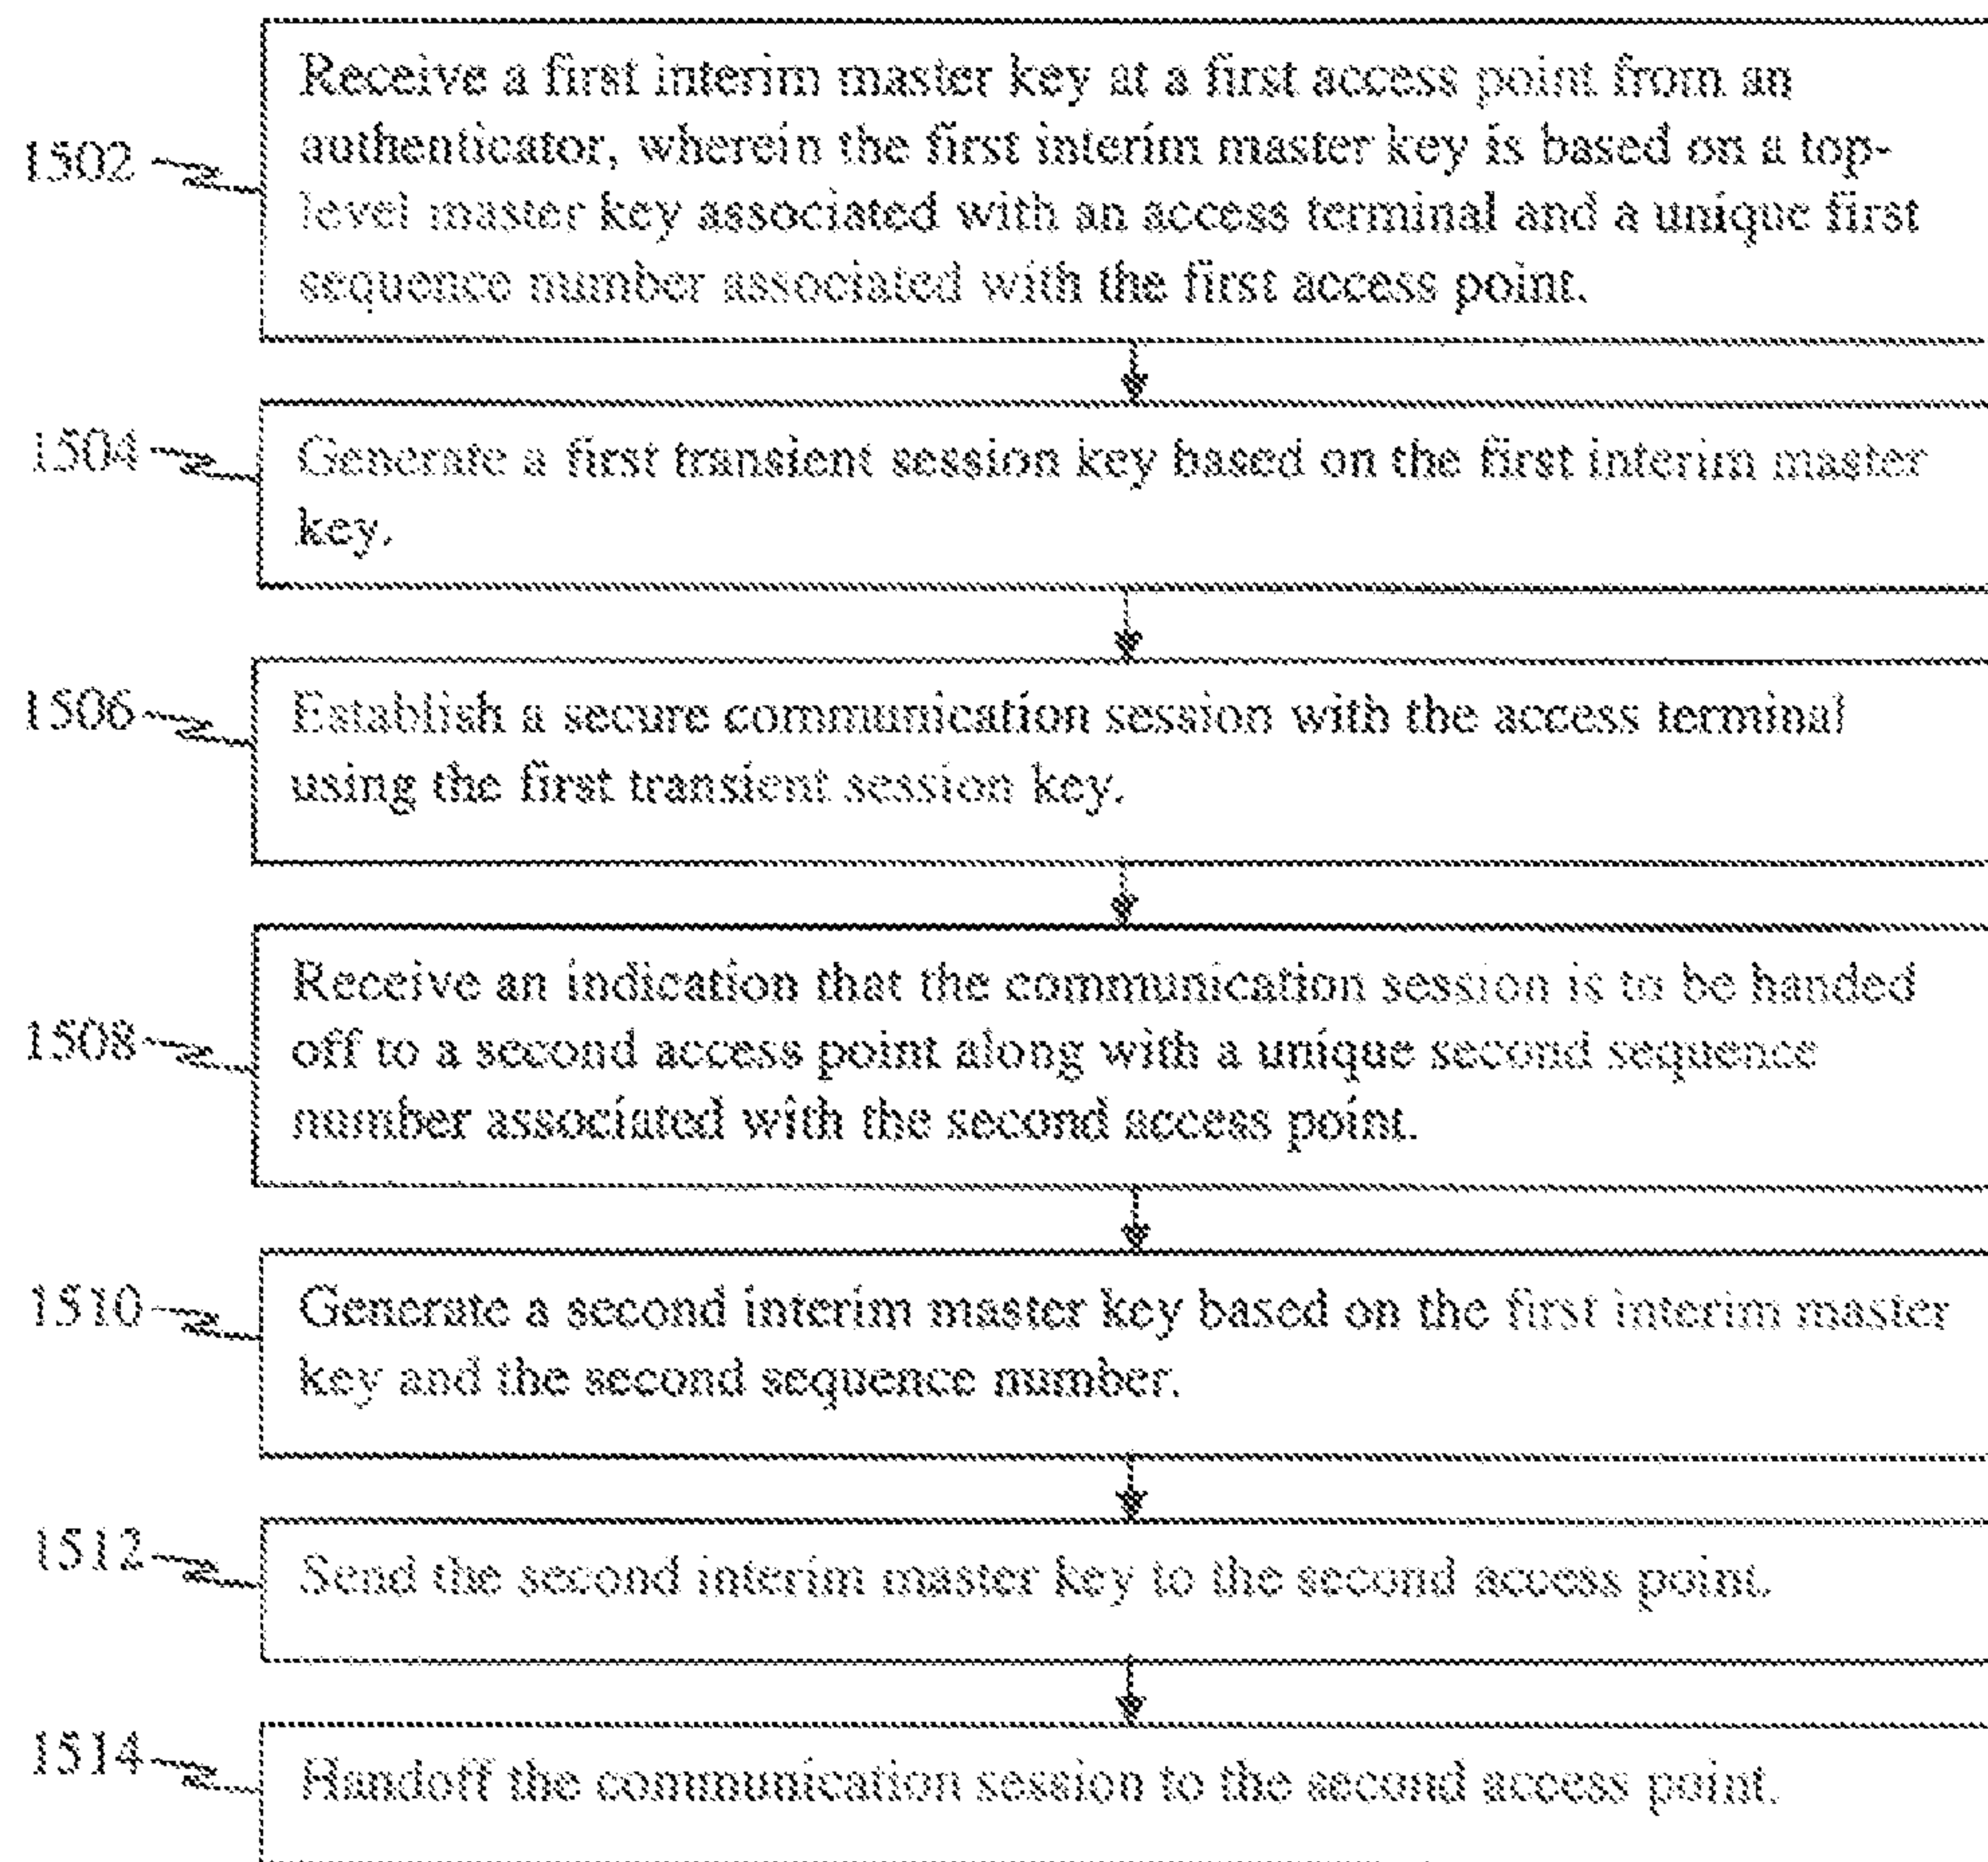 1502
Receive a first interim master key at a first access point from an
authenticator, wherein the first interim master key is based on a top-
level master key associated with an access terminal and a unique first
sequence number associated with the first access point.
1504
Generate a first transient session key based on the first interim master
key.
1506
Establish a secure communication session with the access terminal
using the first transient session key.
1508
Receive an indication that the communication session is to be handed
off to a second access point along with a unique second sequence
number associated with the second access point.
1510
Generate a second interim master key based on the first interim master
key and the second sequence number.
1512
Send the second interim master key to the second access point.
1514
Handoff the communication session to the second access point.